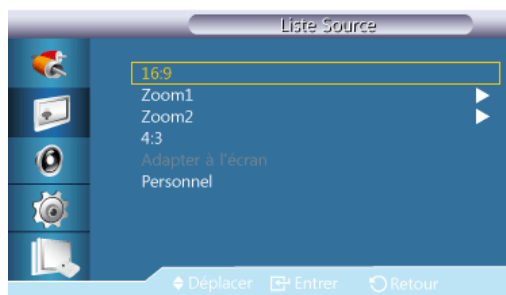 Liste Source
16:9
Zoom1
Zoom2
4:3
Adapter à l'écran
Personnel
Déplacer Entrer Retour